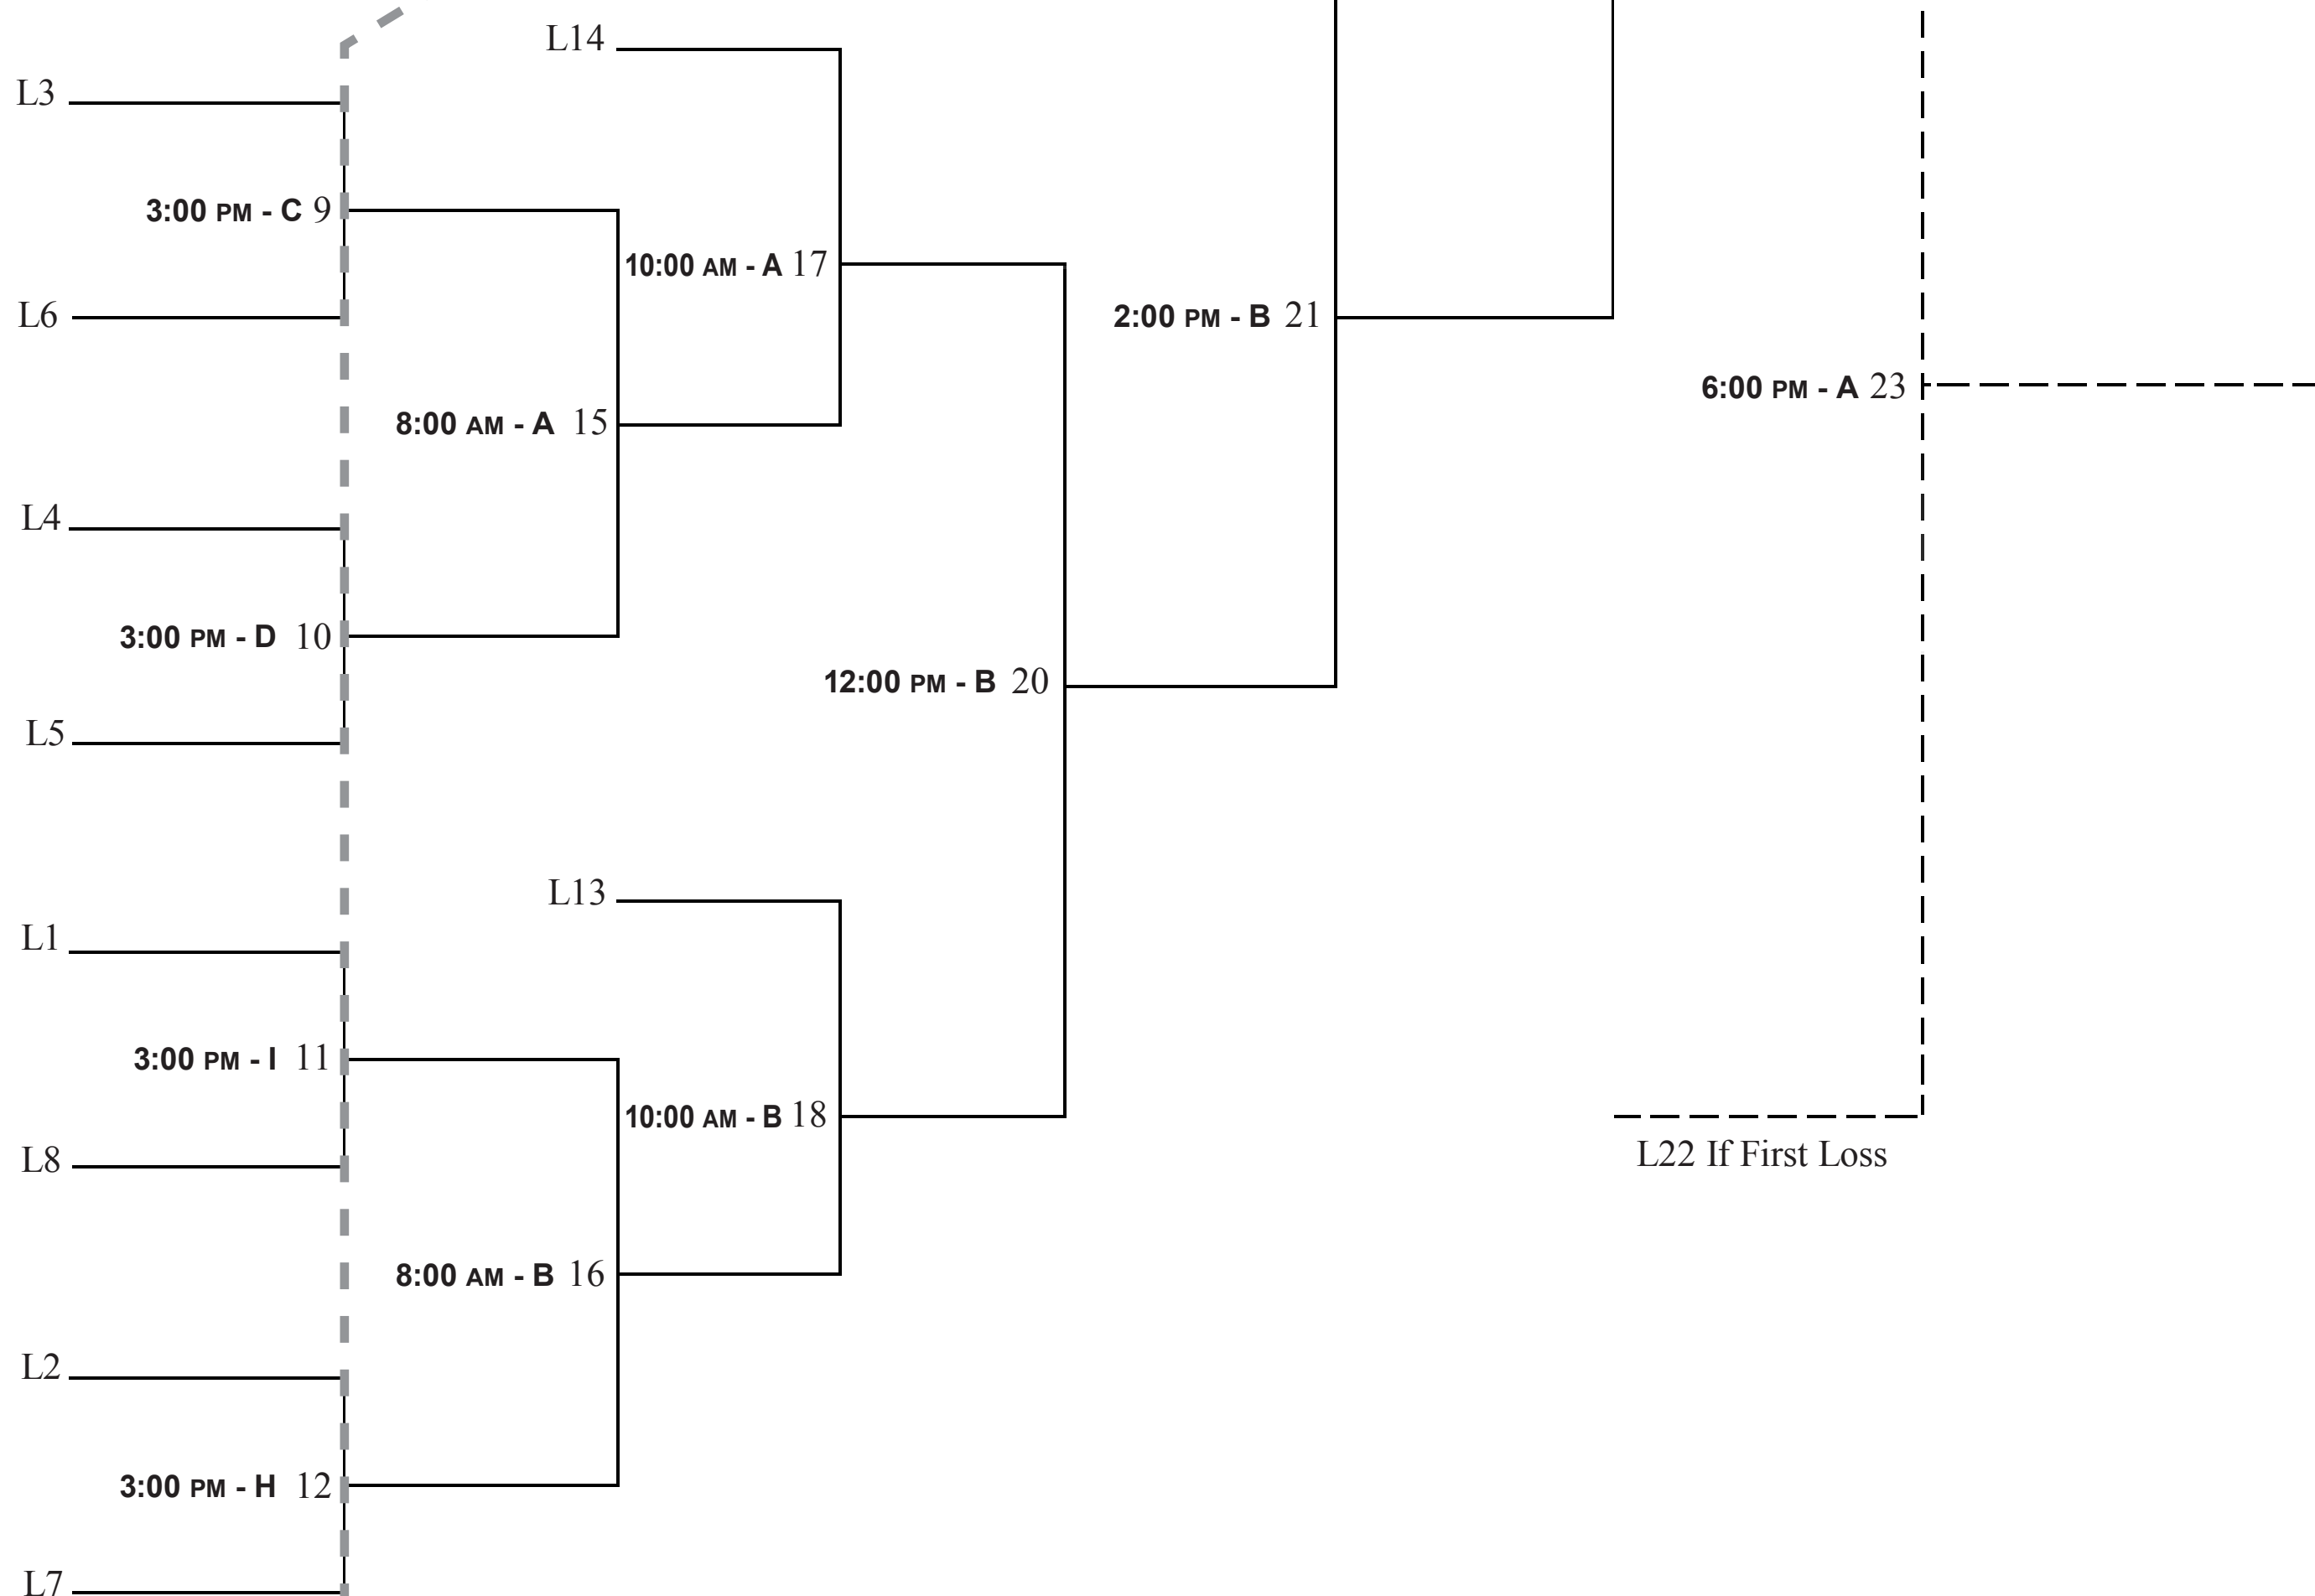 L14
L3
3:00 PM - C 9
10:00 AM - A 17
L6
2:00 PM - B 21
6:00 PM - A 23
8:00 AM - A 15
L4
3:00 PM - D 10
12:00 PM - B 20
L5
L13
L1
3:00 PM - I 11
10:00 AM - B 18
L8
L22 If First Loss
8:00 AM - B 16
L2
3:00 PM - H 12
L7